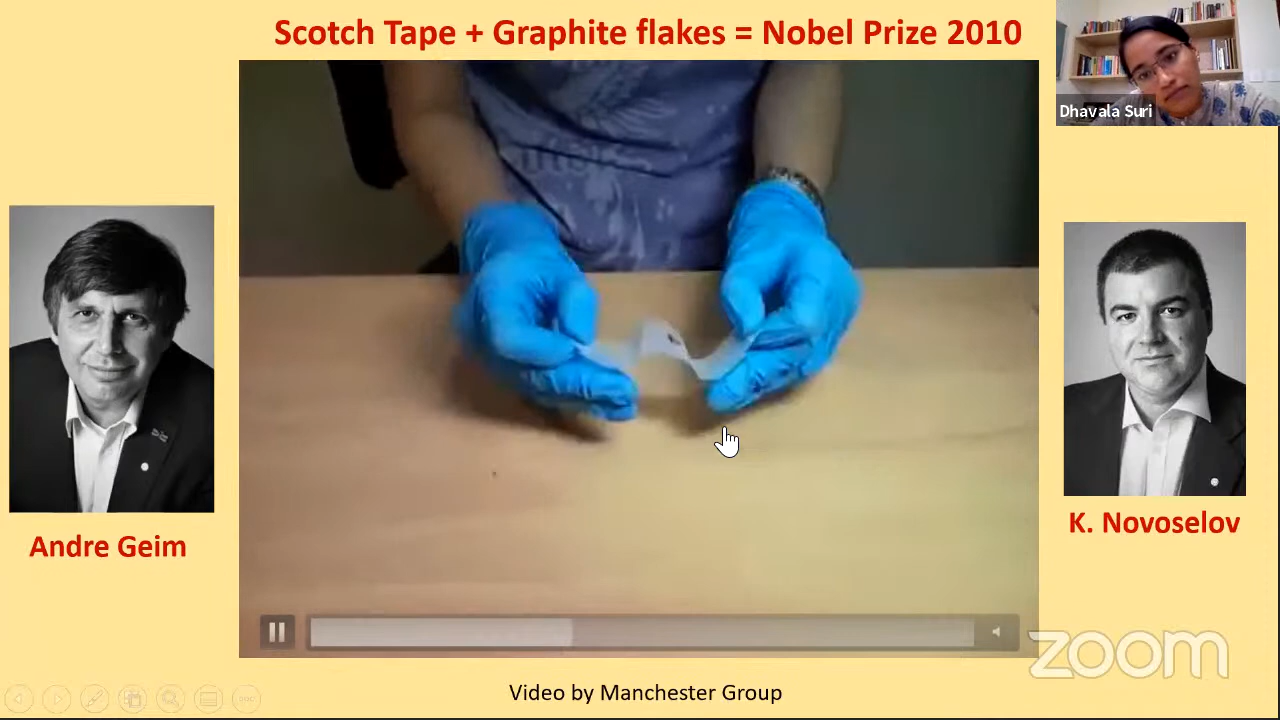 Scotch Tape + Graphite flakes = Nobel Prize 2010
Dhavala Suri
Andre Geim
K. Novoselov
zoom
Video by Manchester Group